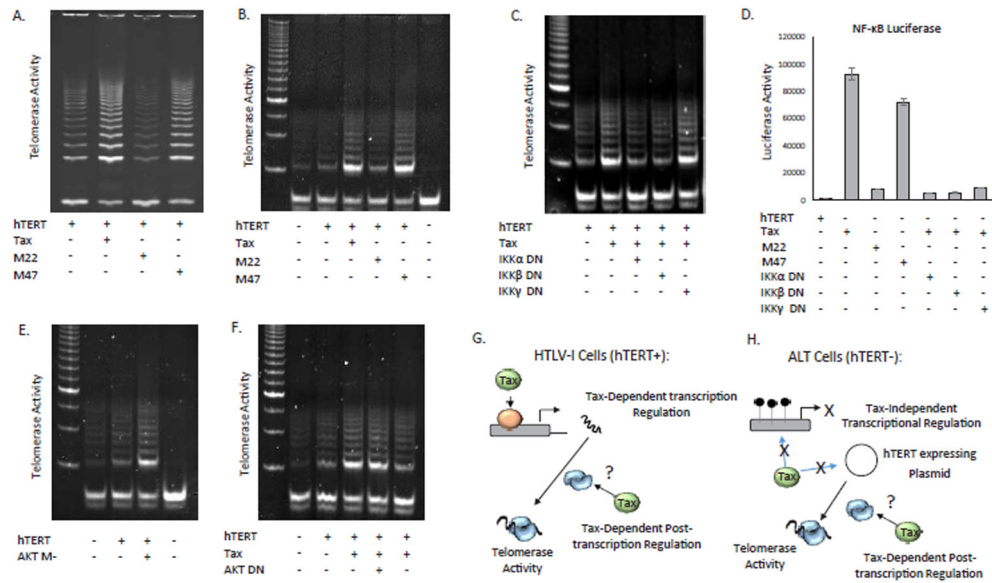 A.
Telomerase Activity
hTERT + + + +
Tax - + - -
M22 - - + -
M47 - - - +
B.
Telomerase Activity
hTERT - + + + + -
Tax - - + - - -
M22 - - - + - -
M47 - - - - + -
C.
Telomerase Activity
hTERT + + + + +
Tax - + + + +
IKKα DN - - + - -
IKKβ DN - - - + -
IKKγ DN - - - - +
D.
NF-κB Luciferase
Luciferase Activity
120000
100000
80000
60000
40000
20000
0
hTERT + - - - - - -
Tax - + - - + + +
M22 - - + - - - -
M47 - - - + - - -
IKKα DN - - - - + - -
IKKβ DN - - - - - + -
IKKγ DN - - - - - - +
E.
Telomerase Activity
hTERT - + + -
AKT M- - - + -
F.
Telomerase Activity
hTERT - + + + +
Tax - - + + +
AKT DN - - - + -
G.
HTLV-I Cells (hTERT+):
Tax
Tax-Dependent transcription
Regulation
?
Tax
Telomerase
Activity
Tax-Dependent Post-
transcription Regulation
H.
ALT Cells (hTERT-):
X
Tax-Independent
Transcriptional Regulation
X
Tax
X
hTERT expressing
Plasmid
?
Tax
Telomerase
Activity
Tax-Dependent Post-
transcription Regulation